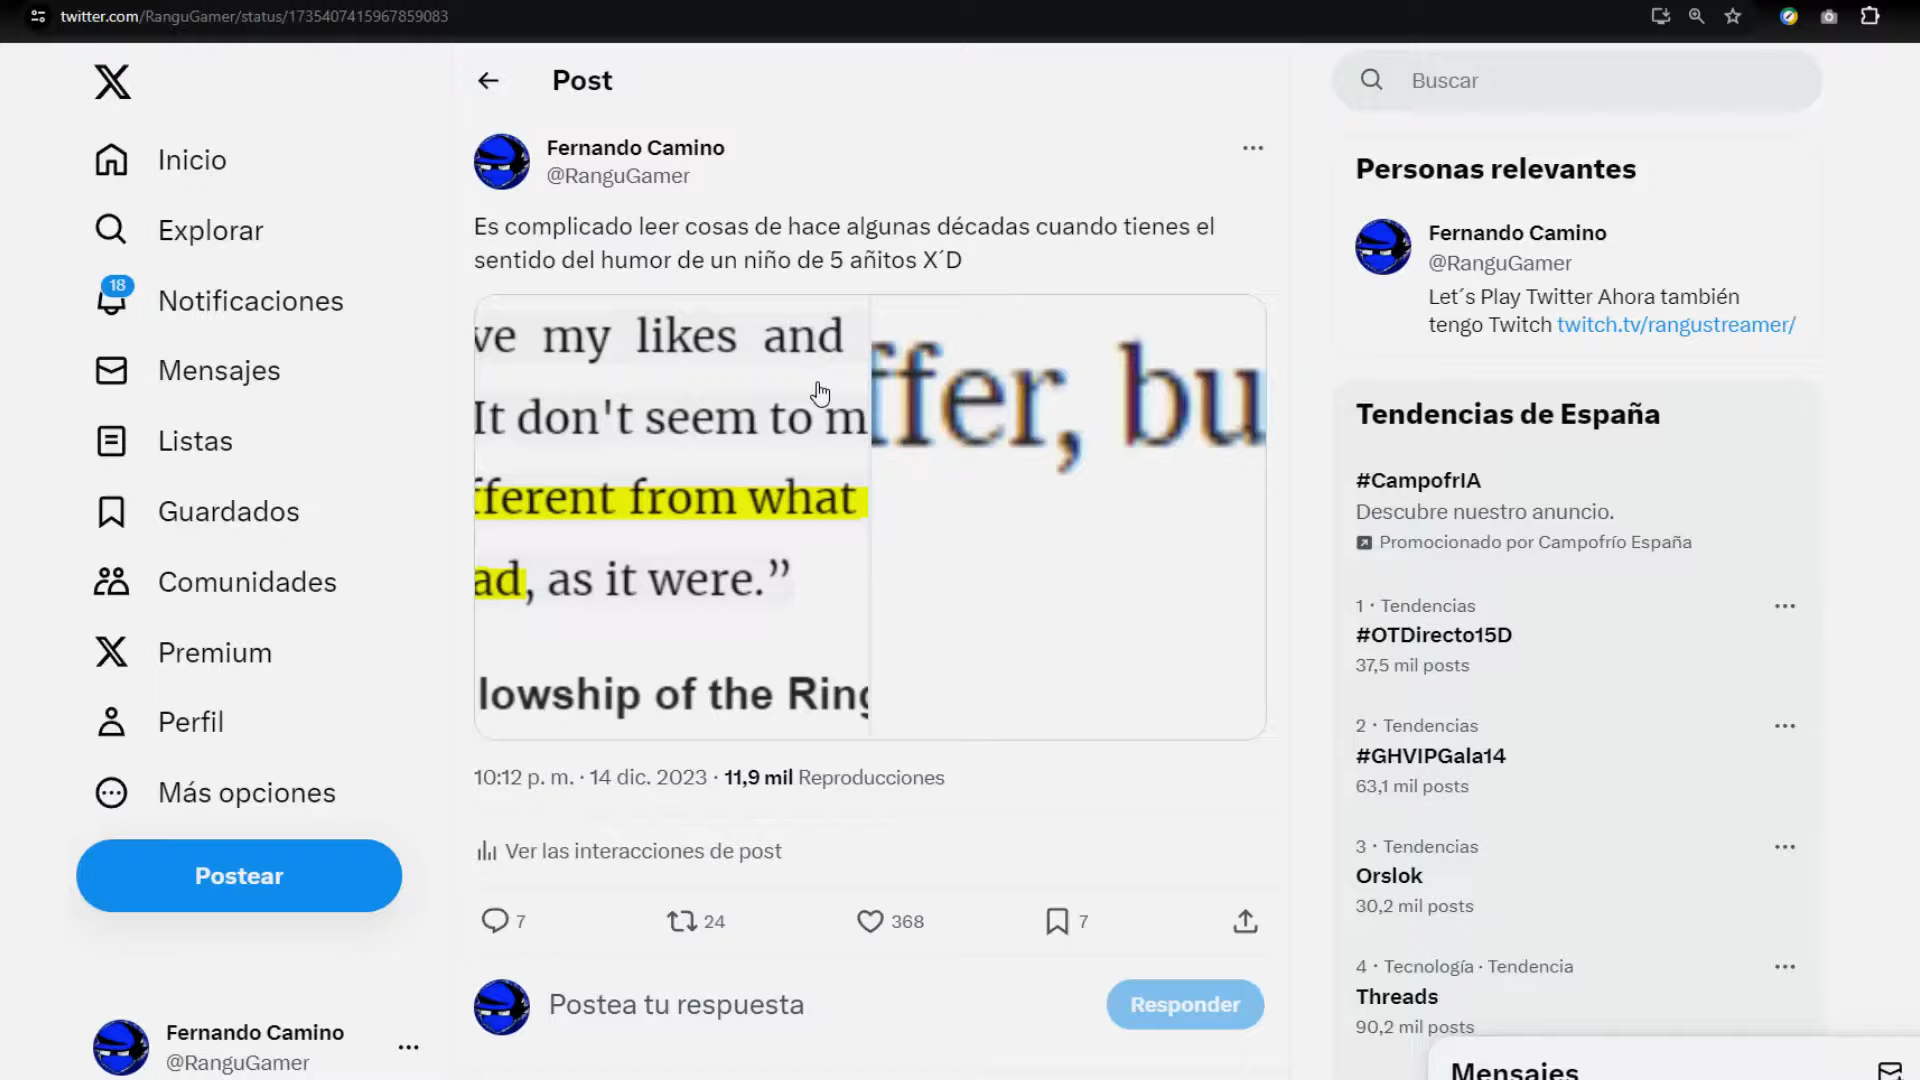 twitter.com/RanguGamer/status/1735407415967859083
Inicio
Explorar
18
Notificaciones
Mensajes
Listas
Guardados
Comunidades
Premium
Perfil
Más opciones
Postear
Fernando Camino
@RanguGamer
Post
Fernando Camino
@RanguGamer
Es complicado leer cosas de hace algunas décadas cuando tienes el
sentido del humor de un niño de 5 añitos X´D
ve my likes and
It don't seem to m
fferent from what
ad, as it were.”
lowship of the Ring
ffer, bu
10:12 p. m. · 14 dic. 2023 · 11,9 mil Reproducciones
Ver las interacciones de post
7
24
368
7
Postea tu respuesta
Responder
Buscar
Personas relevantes
Fernando Camino
@RanguGamer
Let´s Play Twitter Ahora también
tengo Twitch twitch.tv/rangustreamer/
Tendencias de España
#CampofrIA
Descubre nuestro anuncio.
Promocionado por Campofrío España
1 · Tendencias
#OTDirecto15D
37,5 mil posts
2 · Tendencias
#GHVIPGala14
63,1 mil posts
3 · Tendencias
Orslok
30,2 mil posts
4 · Tecnología · Tendencia
Threads
90,2 mil posts
Mensajes